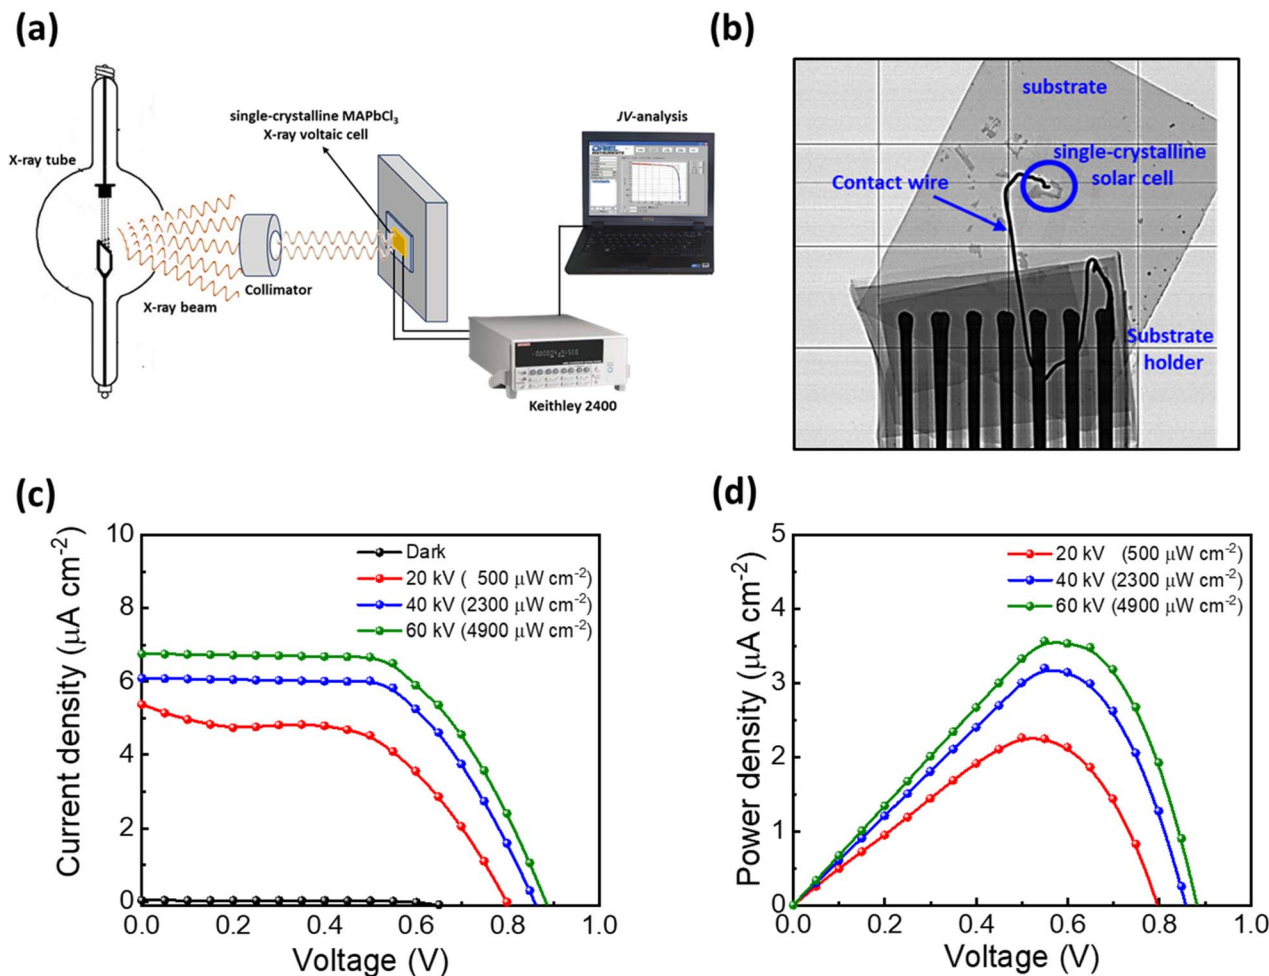 (a)
X-ray tube
X-ray beam
Collimator
single-crystalline MAPbCl₃
X-ray voltaic cell
JV-analysis
ORIEL
INSTRUMENTS
Keithley 2400
(b)
substrate
single-crystalline
solar cell
Contact wire
Substrate
holder
(c)
Current density (µA cm⁻²)
10
8
6
4
2
0
0.0 0.2 0.4 0.6 0.8 1.0
Voltage (V)
Dark
20 kV ( 500 µW cm⁻²)
40 kV (2300 µW cm⁻²)
60 kV (4900 µW cm⁻²)
(d)
Power density (µA cm⁻²)
5
4
3
2
1
0
0.0 0.2 0.4 0.6 0.8 1.0
Voltage (V)
20 kV (500 µW cm⁻²)
40 kV (2300 µW cm⁻²)
60 kV (4900 µW cm⁻²)